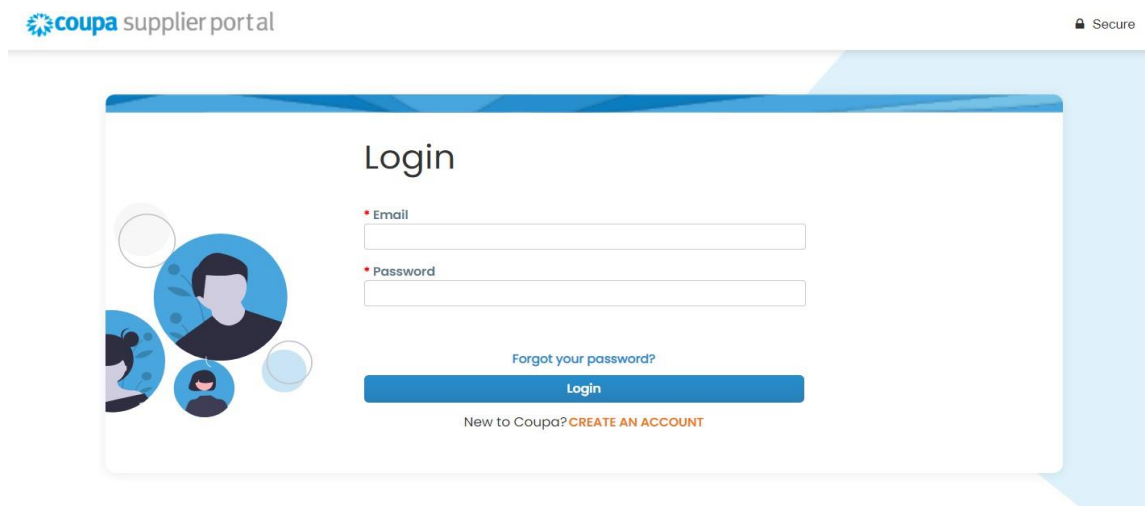 coupa supplier portal
Secure
Login
* Email
* Password
Forgot your password?
Login
New to Coupa? CREATE AN ACCOUNT